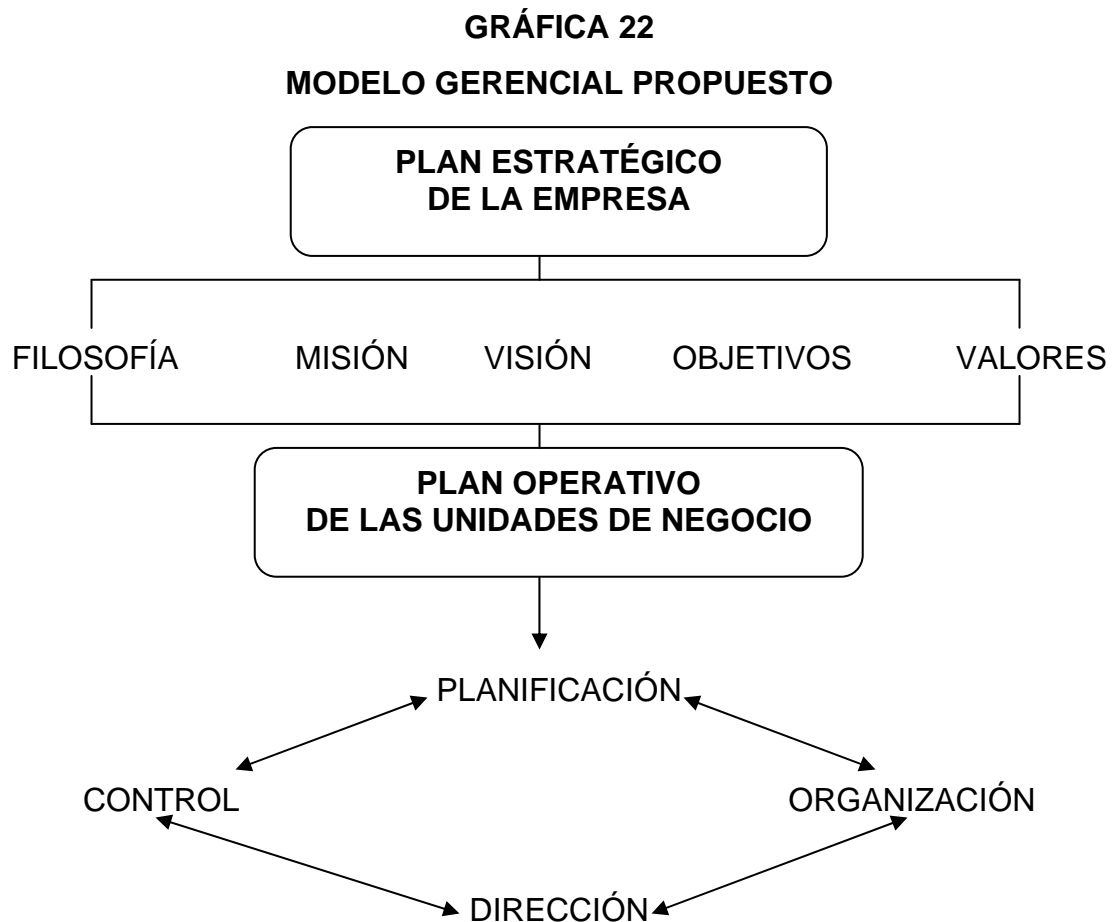 GRÁFICA 22
MODELO GERENCIAL PROPUESTO
PLAN ESTRATÉGICO
DE LA EMPRESA
FILOSOFÍA MISIÓN VISIÓN OBJETIVOS VALORES
PLAN OPERATIVO
DE LAS UNIDADES DE NEGOCIO
PLANIFICACIÓN
CONTROL ORGANIZACIÓN
DIRECCIÓN